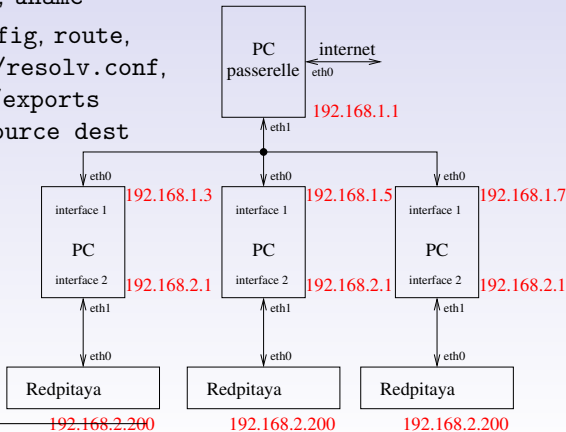 , uname
fig, route,
/resolv.conf,
/exports
ource dest
PC
passerelle
internet
eth0
192.168.1.1
eth1
eth0
eth0
eth0
192.168.1.3
192.168.1.5
192.168.1.7
interface 1
interface 1
interface 1
PC
PC
PC
interface 2
interface 2
interface 2
192.168.2.1
192.168.2.1
192.168.2.1
eth1
eth1
eth1
eth0
eth0
eth0
Redpitaya
Redpitaya
Redpitaya
192.168.2.200
192.168.2.200
192.168.2.200